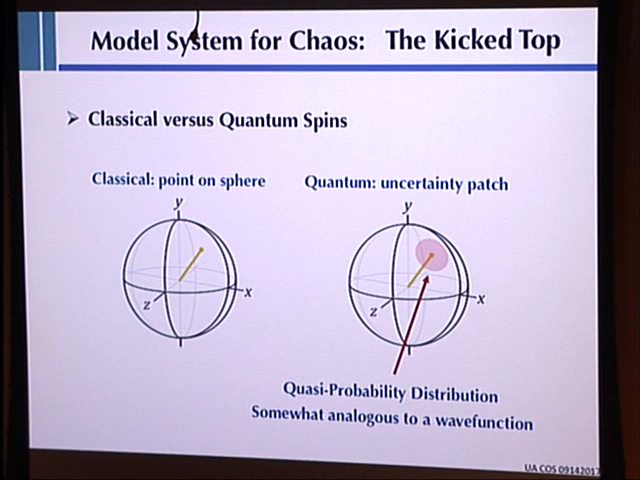 Model System for Chaos: The Kicked Top
➤ Classical versus Quantum Spins
Classical: point on sphere
Quantum: uncertainty patch
y
x
z
y
x
z
Quasi-Probability Distribution
Somewhat analogous to a wavefunction
UA COS 09142017